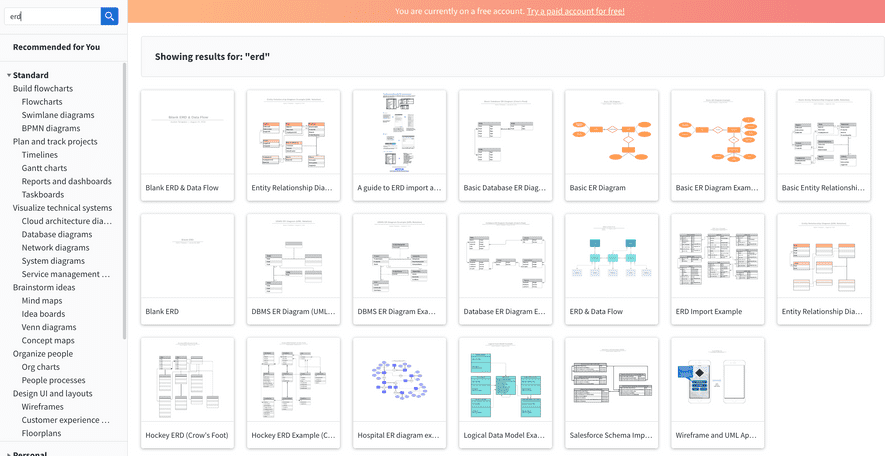 erd
You are currently on a free account. Try a paid account for free!
Recommended for You
Showing results for: "erd"
Standard
Build flowcharts
Flowcharts
Swimlane diagrams
BPMN diagrams
Plan and track projects
Timelines
Gantt charts
Reports and dashboards
Taskboards
Visualize technical systems
Cloud architecture dia...
Database diagrams
Network diagrams
System diagrams
Service management ...
Brainstorm ideas
Mind maps
Idea boards
Venn diagrams
Concept maps
Organize people
Org charts
People processes
Design UI and layouts
Wireframes
Customer experience ...
Floorplans
Personal
Blank ERD & Data Flow
Entity Relationship Dia...
A guide to ERD import a...
Basic Database ER Diag...
Basic ER Diagram
Basic ER Diagram Exam...
Basic Entity Relationshi...
Blank ERD
DBMS ER Diagram (UML...
DBMS ER Diagram Exa...
Database ER Diagram E...
ERD & Data Flow
ERD Import Example
Entity Relationship Dia...
Hockey ERD (Crow's Foot)
Hockey ERD Example (C...
Hospital ER diagram ex...
Logical Data Model Exa...
Salesforce Schema Imp...
Wireframe and UML Ap...